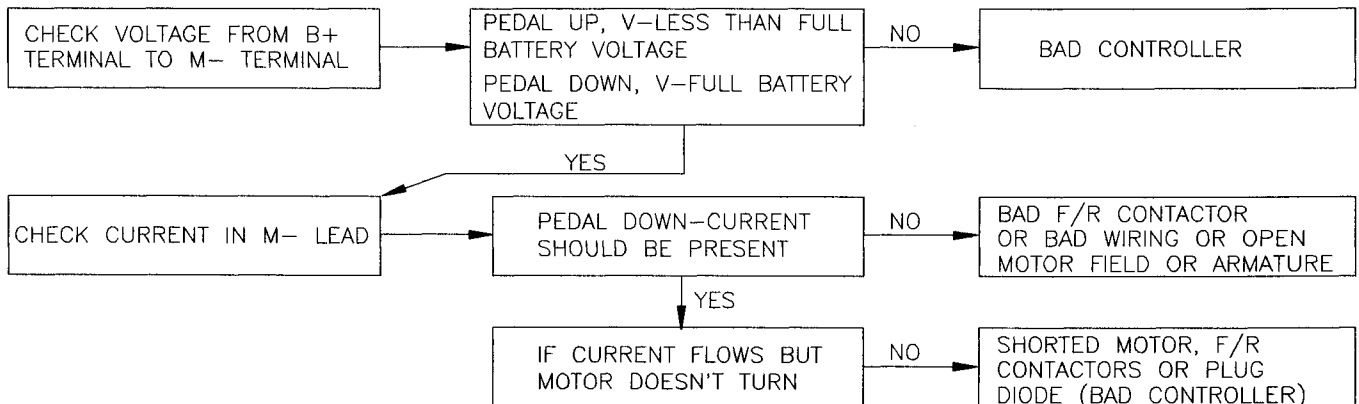 CHECK VOLTAGE FROM B+
TERMINAL TO M– TERMINAL
PEDAL UP, V–LESS THAN FULL
BATTERY VOLTAGE
PEDAL DOWN, V–FULL BATTERY
VOLTAGE
NO
BAD CONTROLLER
YES
CHECK CURRENT IN M– LEAD
PEDAL DOWN–CURRENT
SHOULD BE PRESENT
NO
BAD F/R CONTACTOR
OR BAD WIRING OR OPEN
MOTOR FIELD OR ARMATURE
YES
IF CURRENT FLOWS BUT
MOTOR DOESN'T TURN
NO
SHORTED MOTOR, F/R
CONTACTORS OR PLUG
DIODE (BAD CONTROLLER)